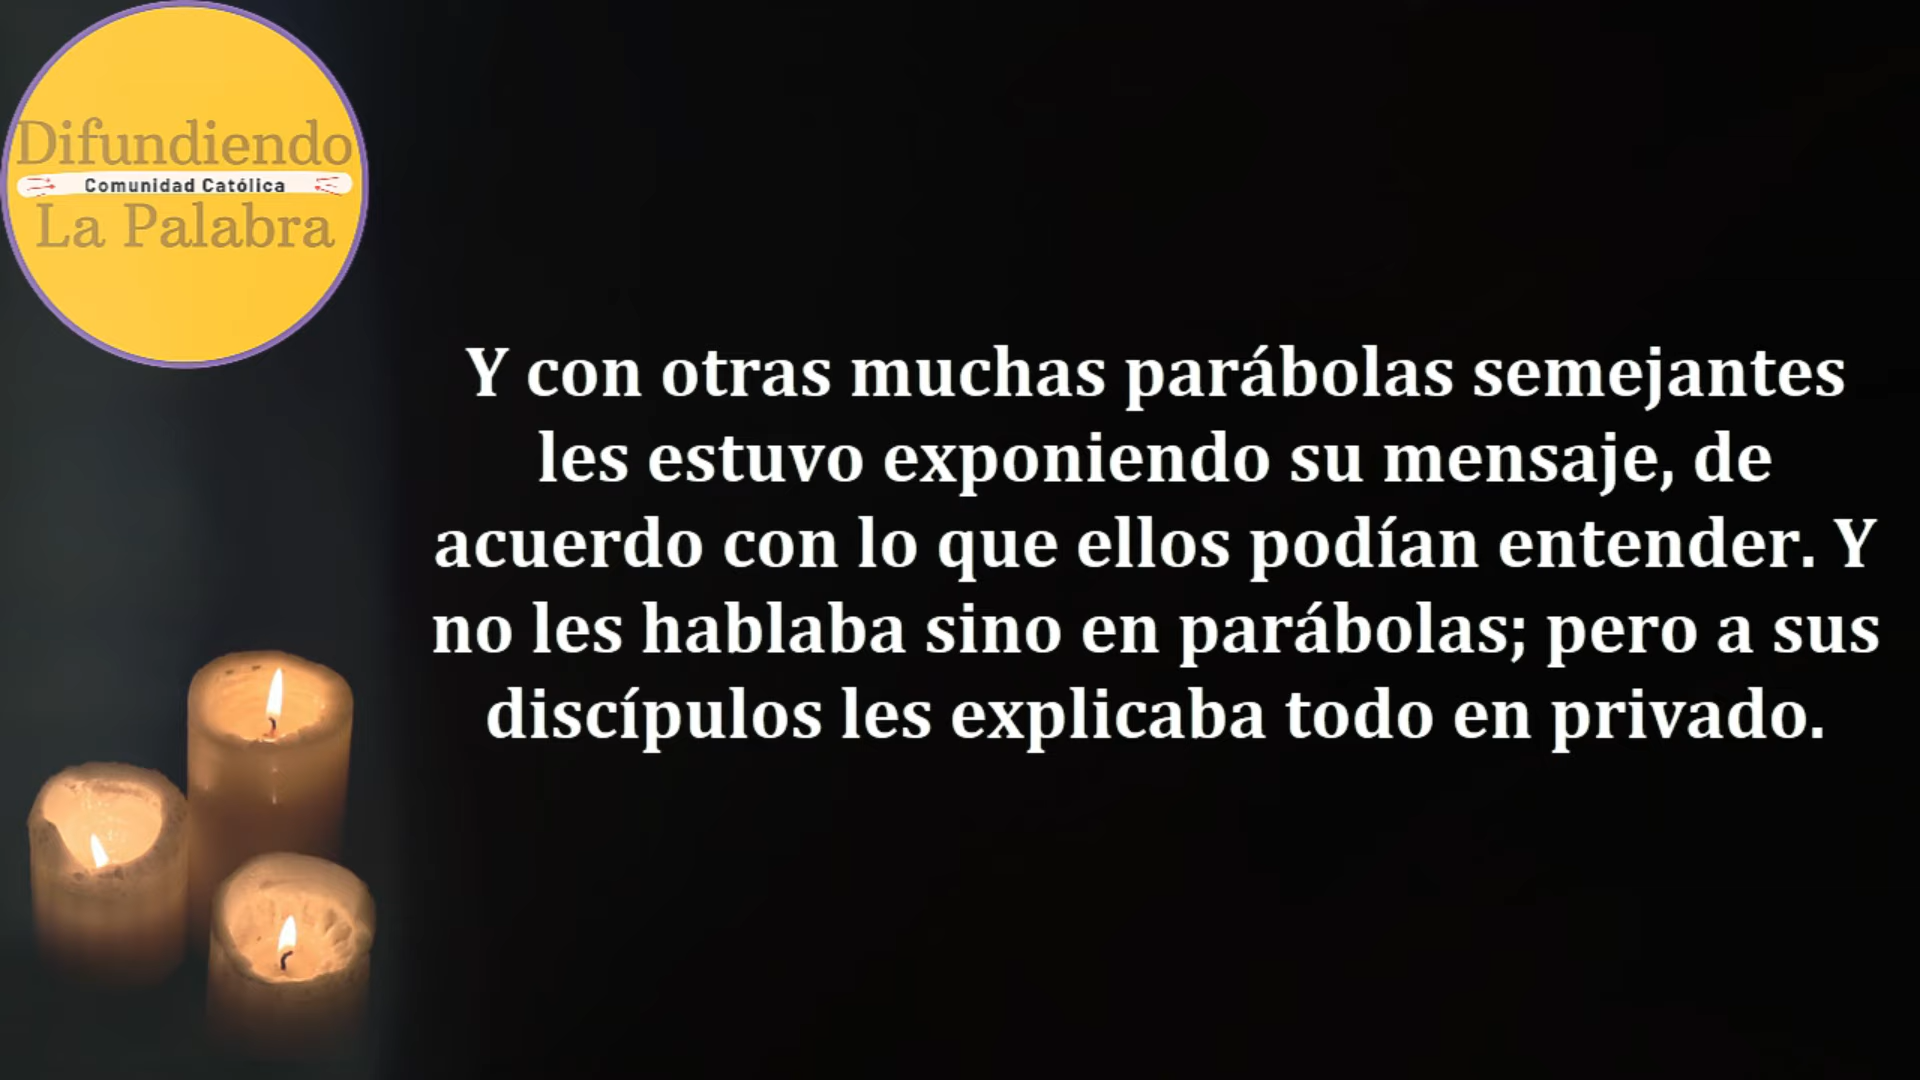 Difundiendo
Comunidad Católica
La Palabra
Y con otras muchas parábolas semejantes
les estuvo exponiendo su mensaje, de
acuerdo con lo que ellos podían entender. Y
no les hablaba sino en parábolas; pero a sus
discípulos les explicaba todo en privado.